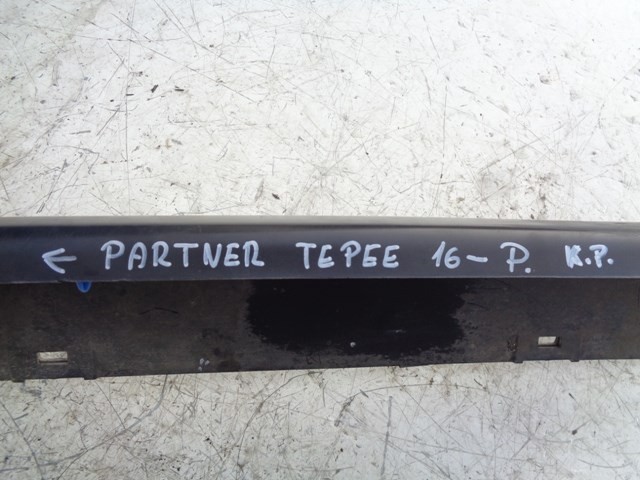 ← PARTNER TEPEE 16- P. K.P.